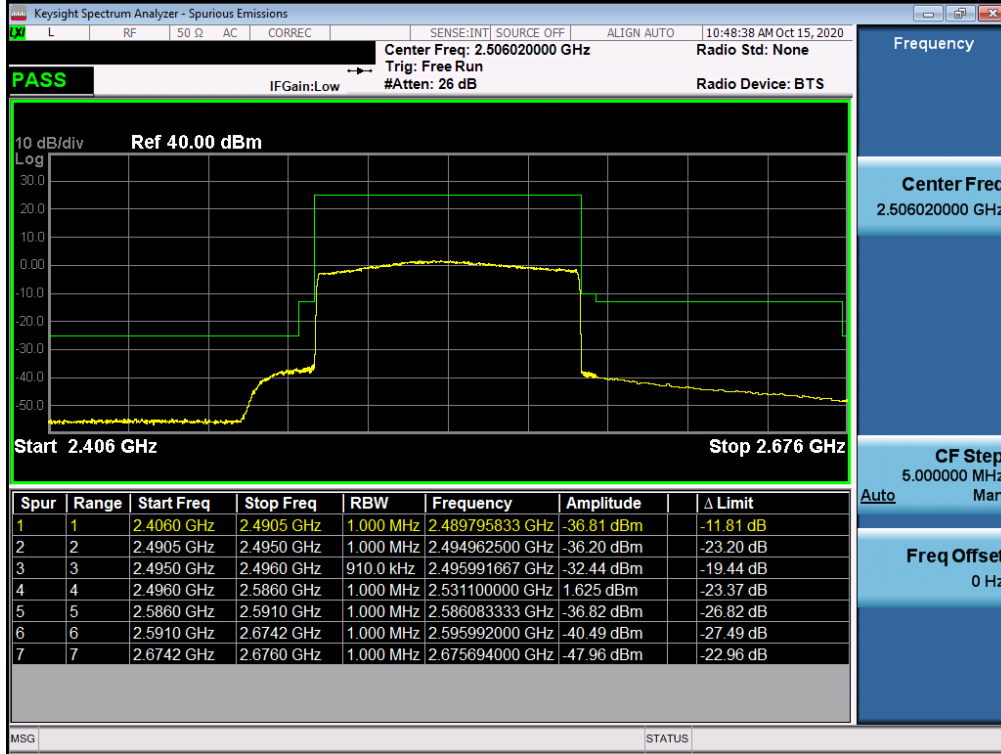 Keysight Spectrum Analyzer - Spurious Emissions
LXI L RF 50 Ω AC CORREC SENSE:INT SOURCE OFF ALIGN AUTO 10:48:38 AM Oct 15, 2020
Center Freq: 2.506020000 GHz Radio Std: None
Trig: Free Run
PASS IFGain:Low #Atten: 26 dB Radio Device: BTS
Frequency
10 dB/div Ref 40.00 dBm
Log
30.0
20.0
10.0
0.00
-10.0
-20.0
-30.0
-40.0
-50.0
Start 2.406 GHz Stop 2.676 GHz
Center Freq
2.506020000 GHz
CF Step
5.000000 MHz
Auto Man
Freq Offset
0 Hz
Spur Range Start Freq Stop Freq RBW Frequency Amplitude Δ Limit
1 1 2.4060 GHz 2.4905 GHz 1.000 MHz 2.489795833 GHz -36.81 dBm -11.81 dB
2 2 2.4905 GHz 2.4950 GHz 1.000 MHz 2.494962500 GHz -36.20 dBm -23.20 dB
3 3 2.4950 GHz 2.4960 GHz 910.0 kHz 2.495991667 GHz -32.44 dBm -19.44 dB
4 4 2.4960 GHz 2.5860 GHz 1.000 MHz 2.531100000 GHz 1.625 dBm -23.37 dB
5 5 2.5860 GHz 2.5910 GHz 1.000 MHz 2.586083333 GHz -36.82 dBm -26.82 dB
6 6 2.5910 GHz 2.6742 GHz 1.000 MHz 2.595992000 GHz -40.49 dBm -27.49 dB
7 7 2.6742 GHz 2.6760 GHz 1.000 MHz 2.675694000 GHz -47.96 dBm -22.96 dB
MSG STATUS